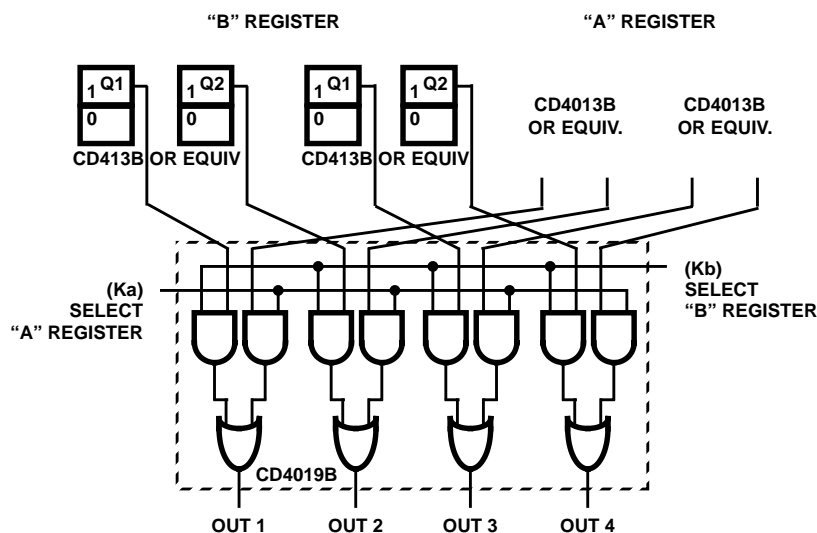 “B” REGISTER
“A” REGISTER
1 Q1
0
1 Q2
0
1 Q1
0
1 Q2
0
CD413B OR EQUIV
CD413B OR EQUIV
CD4013B
OR EQUIV.
CD4013B
OR EQUIV.
(Ka)
SELECT
“A” REGISTER
(Kb)
SELECT
“B” REGISTER
CD4019B
OUT 1
OUT 2
OUT 3
OUT 4